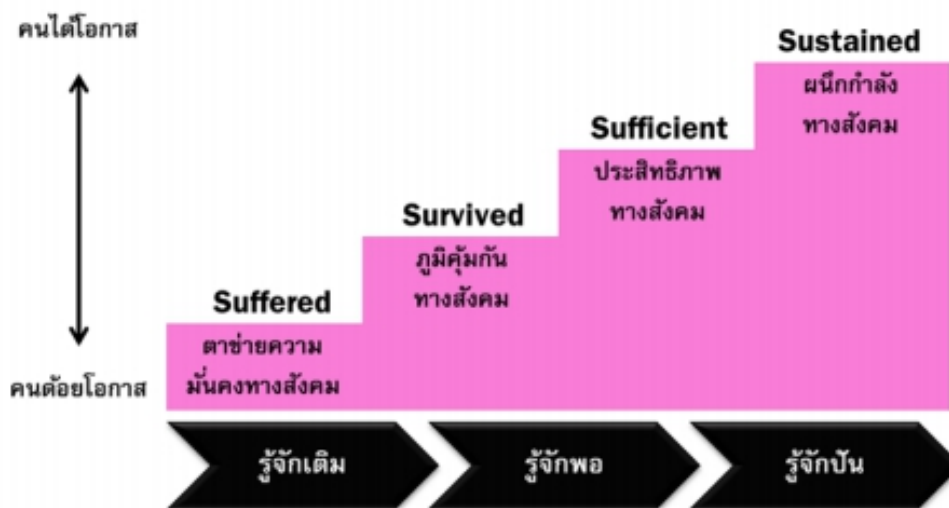 คนได้โอกาส
Sustained
ผนึกกำลัง
ทางสังคม
Sufficient
ประสิทธิภาพ
ทางสังคม
Survived
ภูมิคุ้มกัน
ทางสังคม
Suffered
ตาข่ายความ
มั่นคงทางสังคม
คนด้อยโอกาส
รู้จักเติม
รู้จักพอ
รู้จักปัน